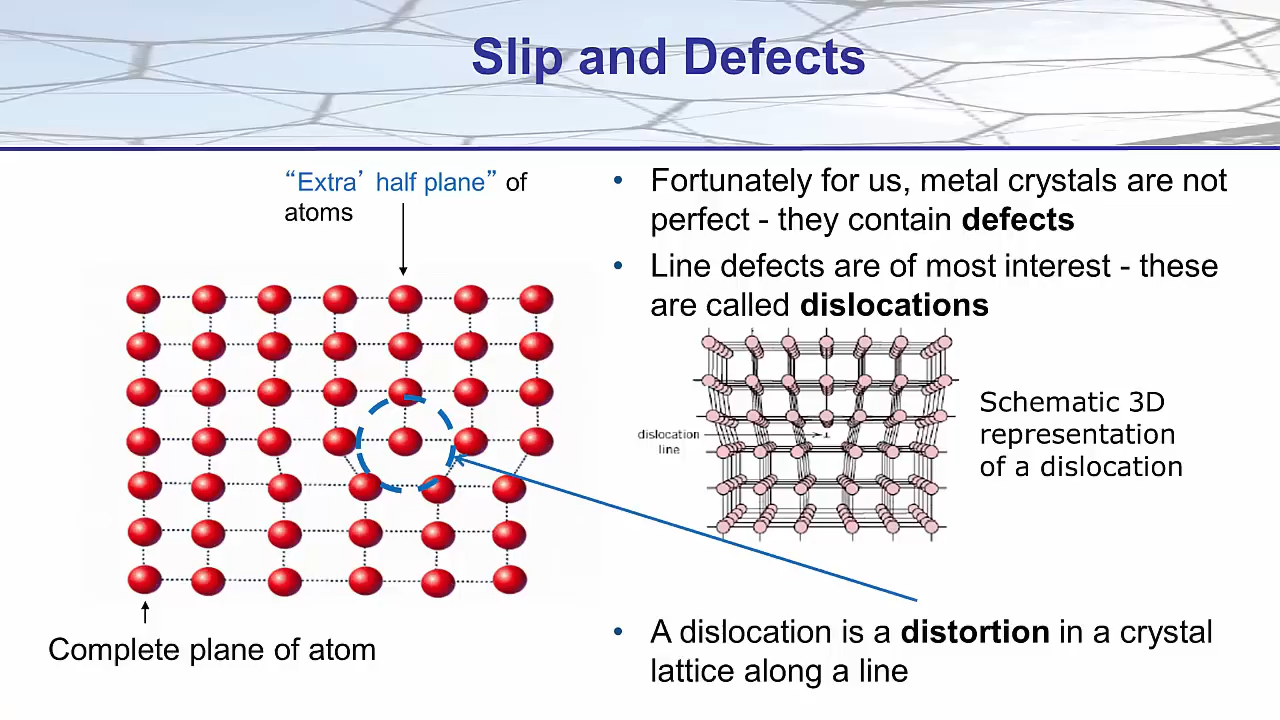 Slip and Defects
“Extra’ half plane” of
atoms
Complete plane of atom
• Fortunately for us, metal crystals are not
perfect - they contain defects
• Line defects are of most interest - these
are called dislocations
dislocation
line
Schematic 3D
representation
of a dislocation
• A dislocation is a distortion in a crystal
lattice along a line